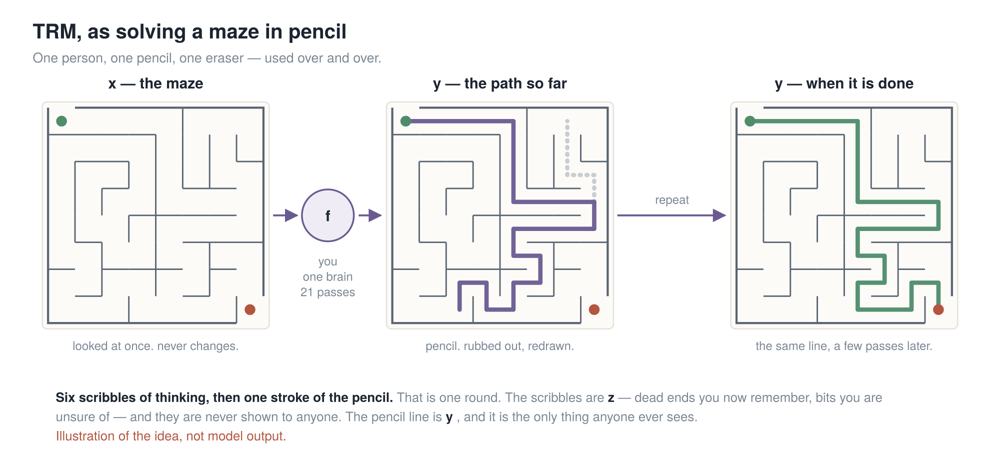 TRM, as solving a maze in pencil
One person, one pencil, one eraser — used over and over.
x — the maze
y — the path so far
y — when it is done
f
you
one brain
21 passes
repeat
looked at once. never changes.
pencil. rubbed out, redrawn.
the same line, a few passes later.
Six scribbles of thinking, then one stroke of the pencil. That is one round. The scribbles are z — dead ends you now remember, bits you are
unsure of — and they are never shown to anyone. The pencil line is y , and it is the only thing anyone ever sees.
Illustration of the idea, not model output.